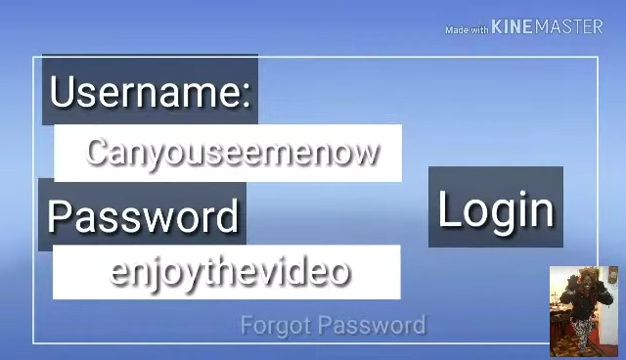 Made with KINEMASTER
Username:
Canyouseemenow
Password
Login
enjoythevideo
Forgot Password